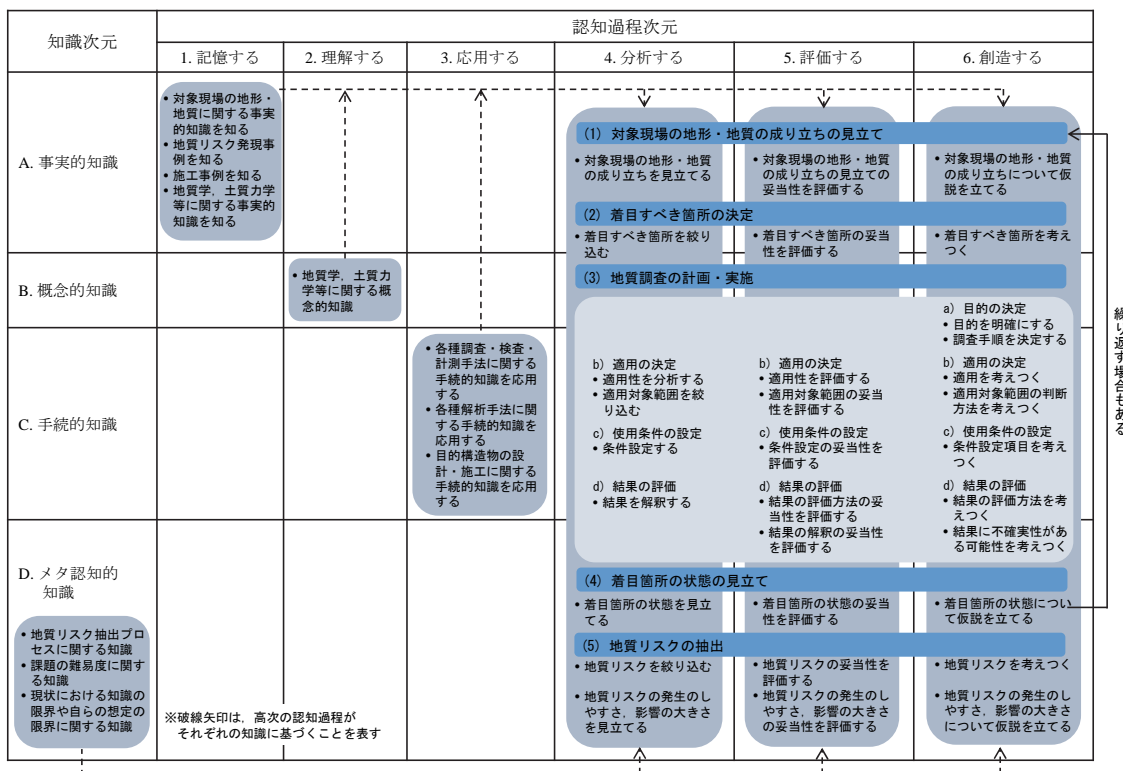 知識次元
認知過程次元
1. 記憶する
2. 理解する
3. 応用する
4. 分析する
5. 評価する
6. 創造する
A. 事実的知識
• 対象現場の地形・
地質に関する事実
的知識を知る
• 地質リスク発現事
例を知る
• 施工事例を知る
• 地質学，土質力学
等に関する事実的
知識を知る
B. 概念的知識
• 地質学，土質力
学等に関する概
念的知識
C. 手続的知識
• 各種調査・検査・
計測手法に関する
手続的知識を応用
する
• 各種解析手法に関
する手続的知識を
応用する
• 目的構造物の設
計・施工に関する
手続的知識を応用
する
D. メタ認知的
知識
• 地質リスク抽出プロ
セスに関する知識
• 課題の難易度に関す
る知識
• 現状における知識の
限界や自らの想定の
限界に関する知識
※破線矢印は，高次の認知過程が
それぞれの知識に基づくことを表す
(1) 対象現場の地形・地質の成り立ちの見立て
• 対象現場の地形・地質
の成り立ちを見立てる
• 対象現場の地形・地質
の成り立ちの見立ての
妥当性を評価する
• 対象現場の地形・地質
の成り立ちについて仮
説を立てる
(2) 着目すべき箇所の決定
• 着目すべき箇所を絞り
込む
• 着目すべき箇所の妥当
性を評価する
• 着目すべき箇所を考え
つく
(3) 地質調査の計画・実施
a) 目的の決定
• 目的を明確にする
• 調査手順を決定する
b) 適用の決定
• 適用性を分析する
• 適用対象範囲を絞
り込む
b) 適用の決定
• 適用性を評価する
• 適用対象範囲の妥当
性を評価する
b) 適用の決定
• 適用を考えつく
• 適用対象範囲の判断
方法を考えつく
c) 使用条件の設定
• 条件設定する
c) 使用条件の設定
• 条件設定の妥当性を
評価する
c) 使用条件の設定
• 条件設定項目を考え
つく
d) 結果の評価
• 結果を解釈する
d) 結果の評価
• 結果の評価方法の妥
当性を評価する
• 結果の解釈の妥当性
を評価する
d) 結果の評価
• 結果の評価方法を考
えつく
• 結果に不確実性があ
る可能性を考えつく
(4) 着目箇所の状態の見立て
• 着目箇所の状態を見立
てる
• 着目箇所の状態の妥当
性を評価する
• 着目箇所の状態につい
て仮説を立てる
(5) 地質リスクの抽出
• 地質リスクを絞り込む
• 地質リスクの発生のし
やすさ，影響の大きさ
を見立てる
• 地質リスクの妥当性を
評価する
• 地質リスクの発生のし
やすさ，影響の大きさ
の妥当性を評価する
• 地質リスクを考えつく
• 地質リスクの発生のし
やすさ，影響の大きさ
について仮説を立てる
繰り返す場合もある